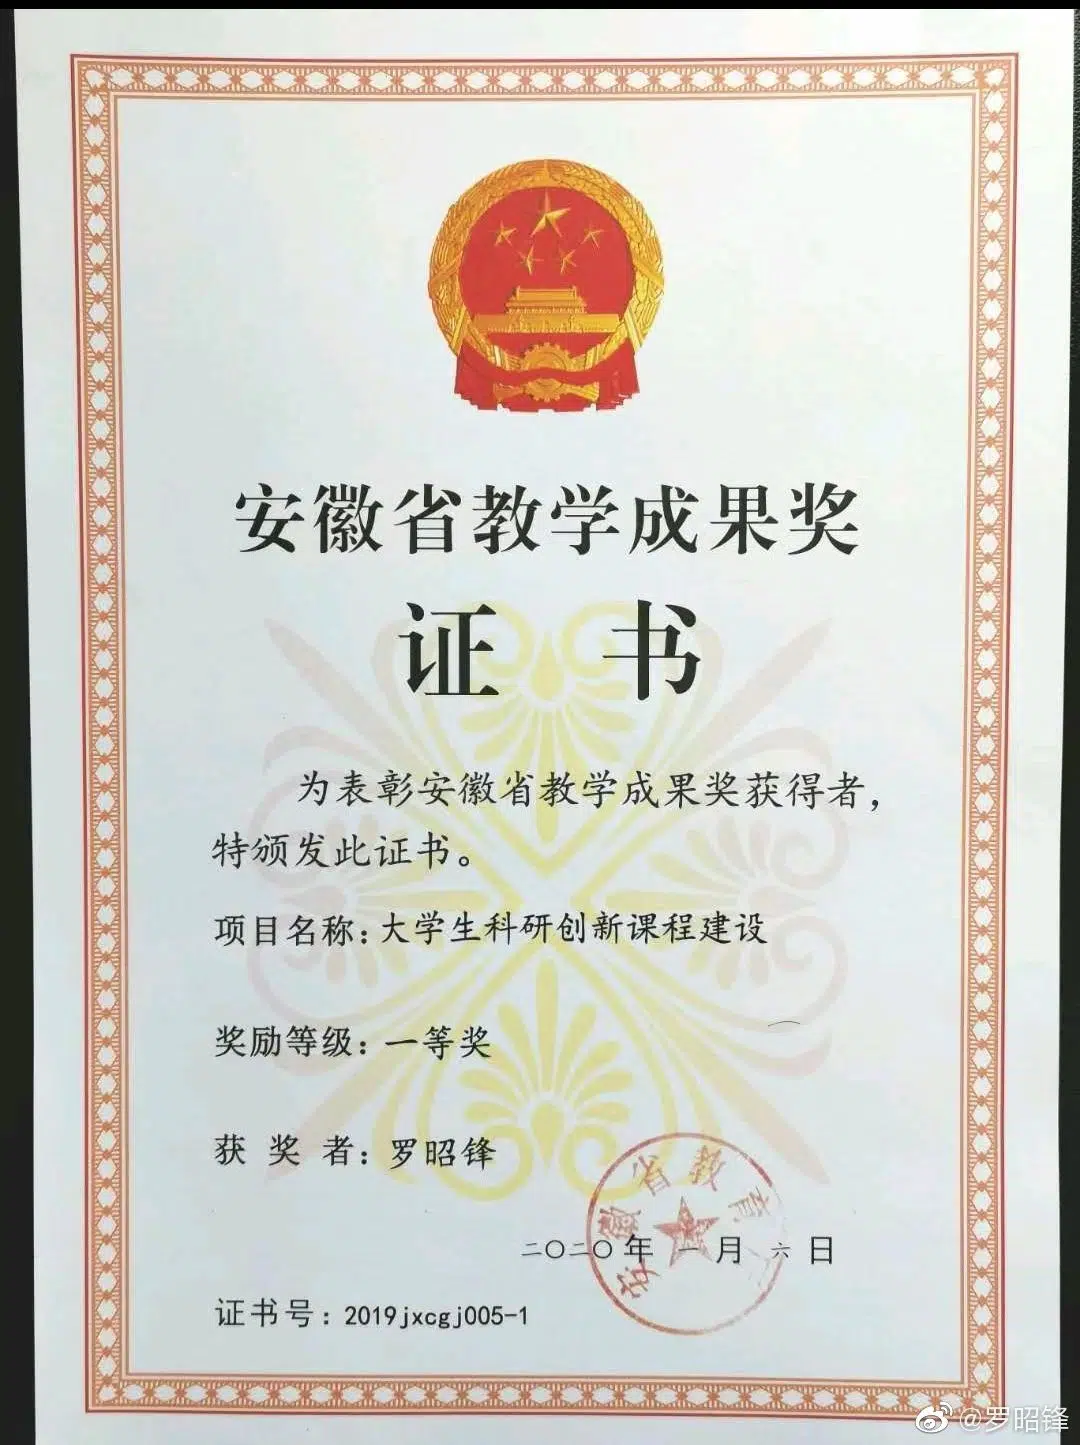 安徽省教学成果奖
证 书
为表彰安徽省教学成果奖获得者，
特颁发此证书。
项目名称：大学生科研创新课程建设
奖励等级：一等奖
获 奖 者：罗昭锋
安徽省教育
二〇二〇年 一月 六日
证书号：2019jxcgj005-1
@罗昭锋